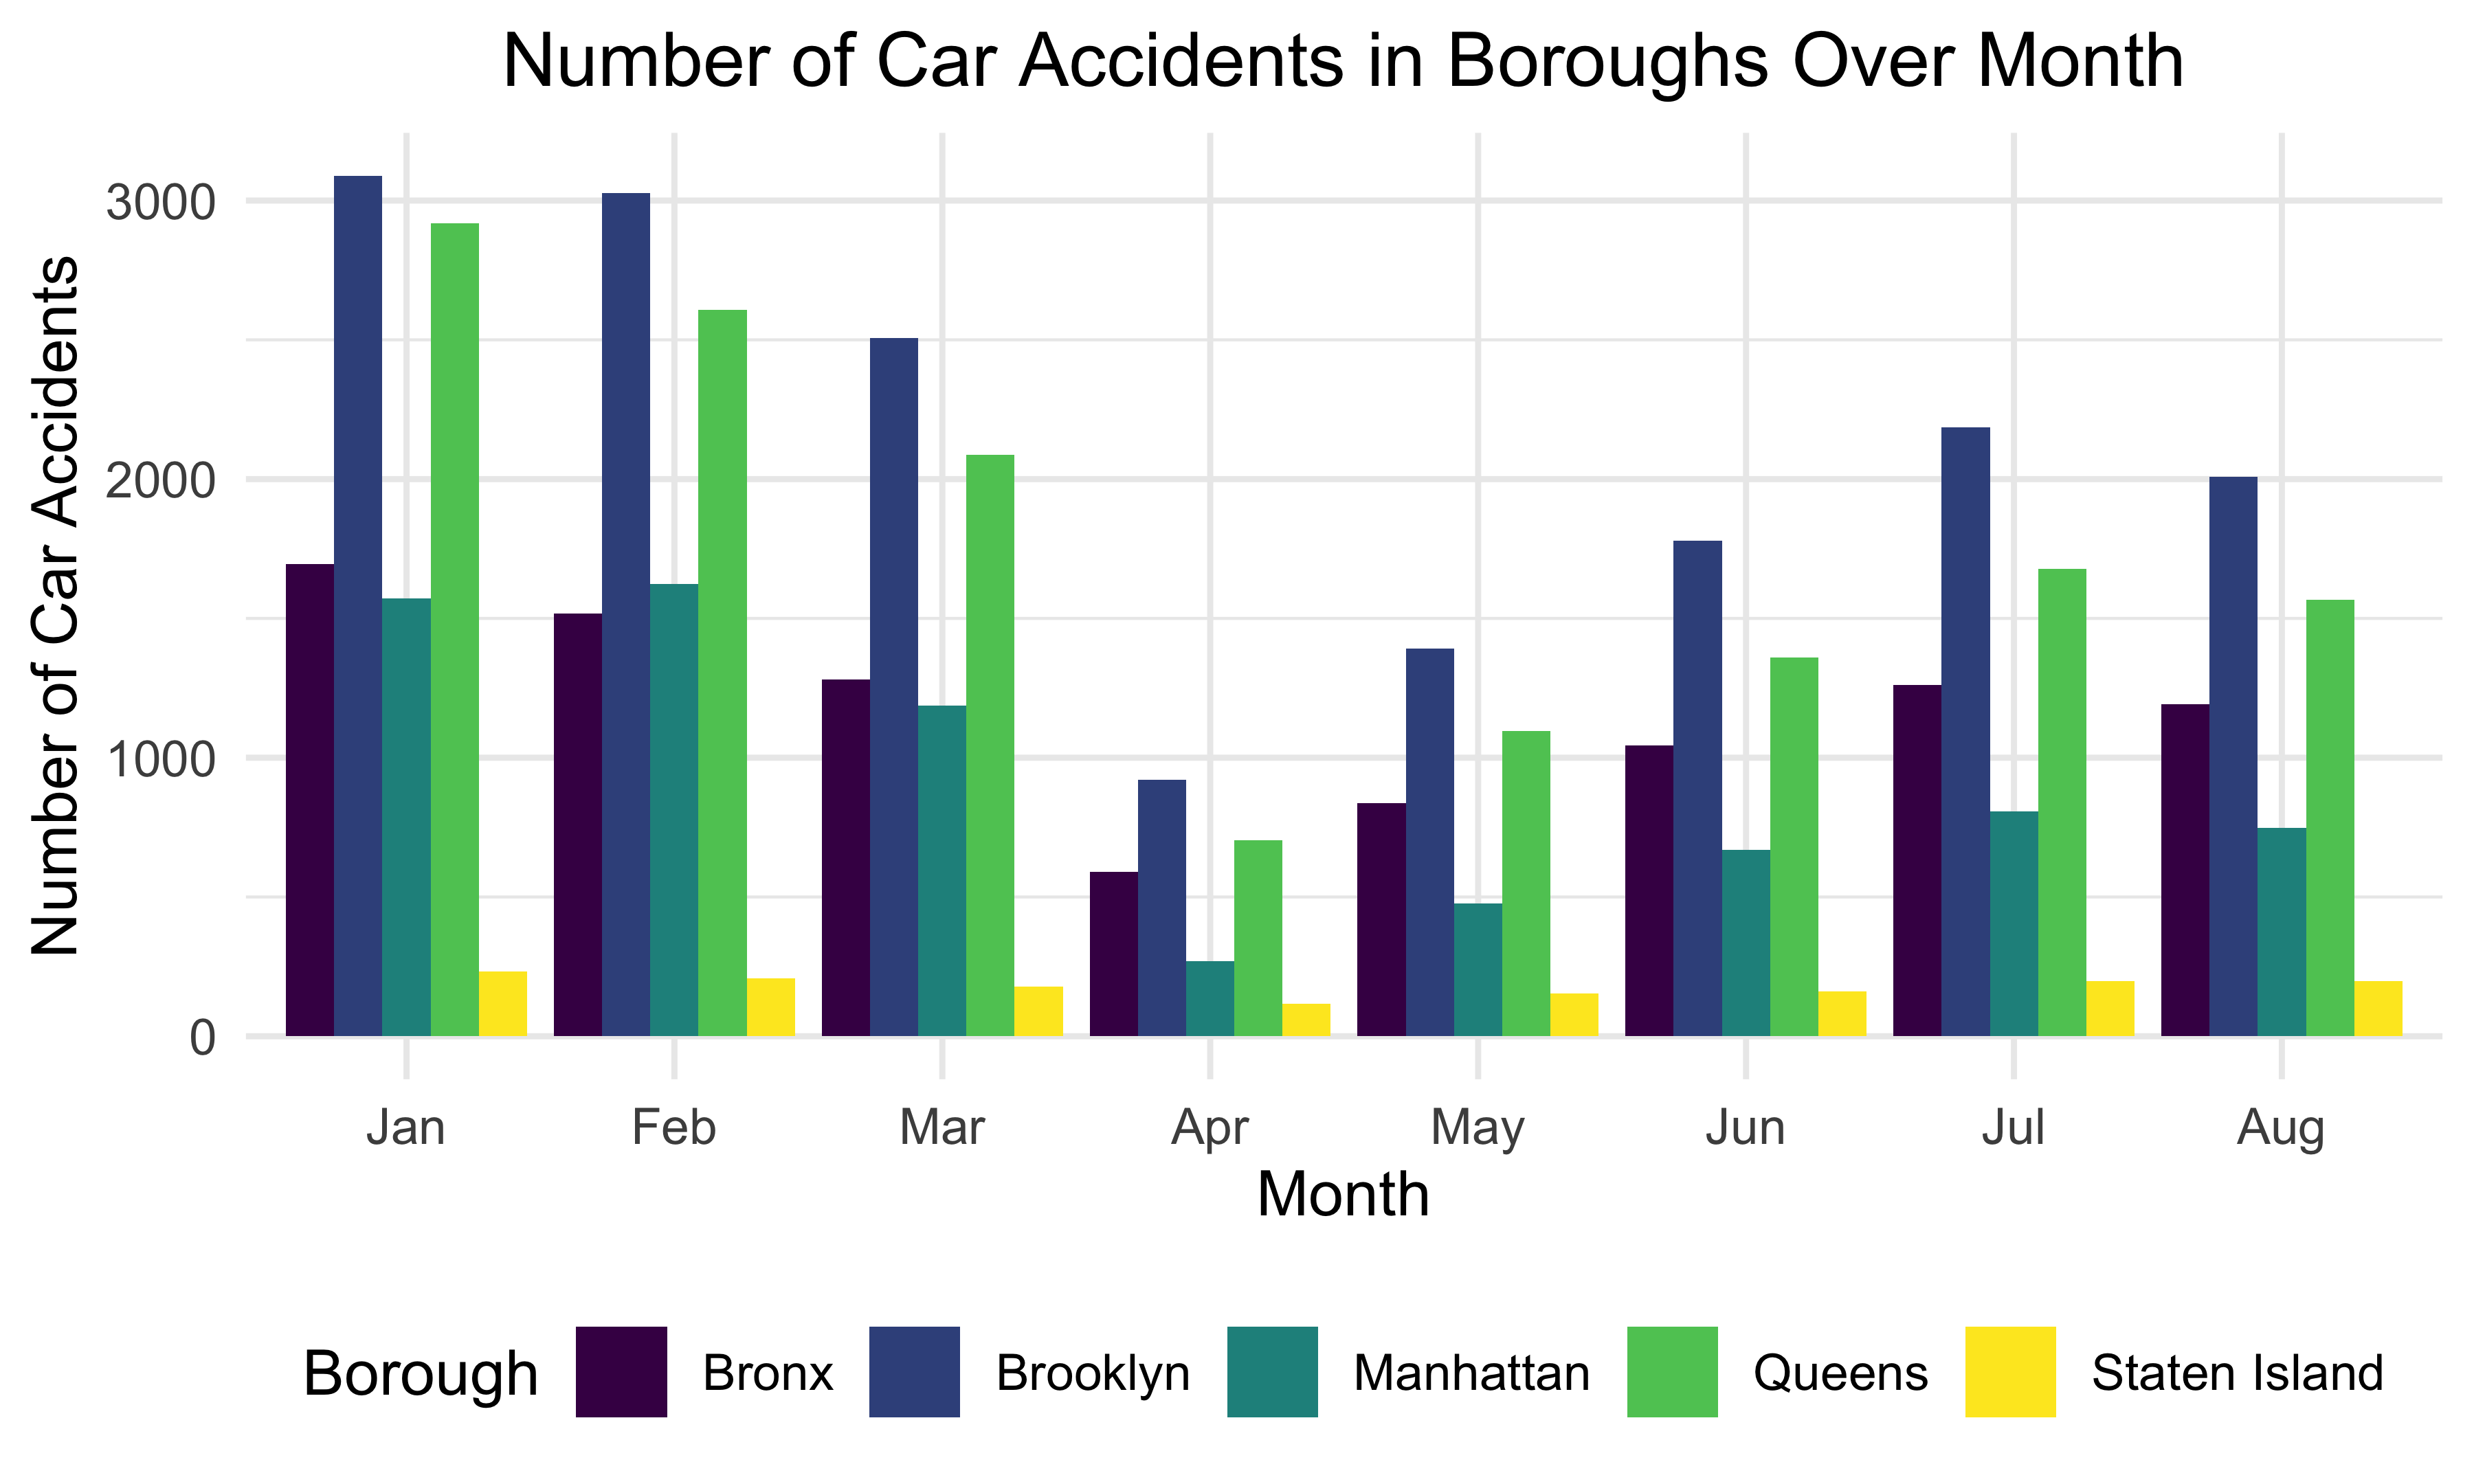 Number of Car Accidents in Boroughs Over Month
Number of Car Accidents
3000
2000
1000
0
Jan Feb Mar Apr May Jun Jul Aug
Month
Borough Bronx Brooklyn Manhattan Queens Staten Island